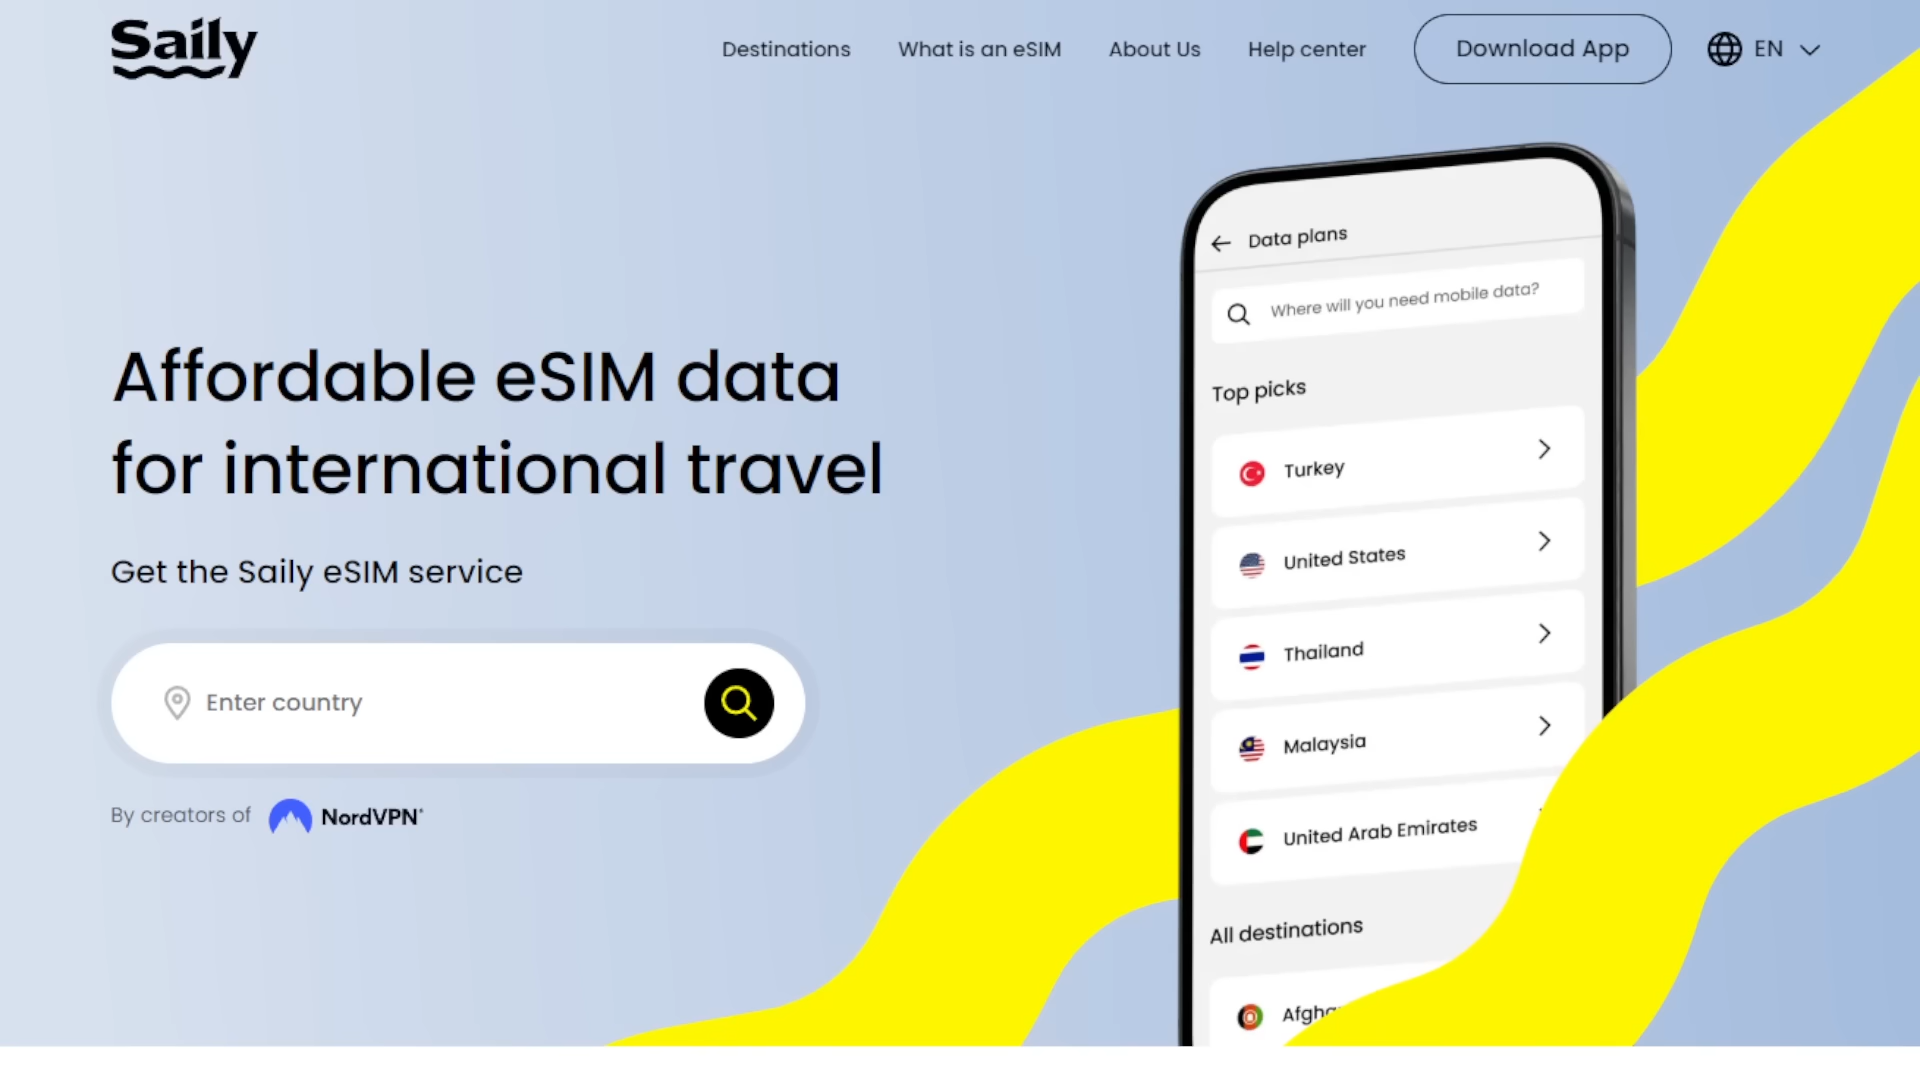 Saily
Destinations
What is an eSIM
About Us
Help center
Download App
EN
Affordable eSIM data
for international travel
Get the Saily eSIM service
Enter country
By creators of
NordVPN®
Data plans
Where will you need mobile data?
Top picks
Turkey
United States
Thailand
Malaysia
United Arab Emirates
All destinations